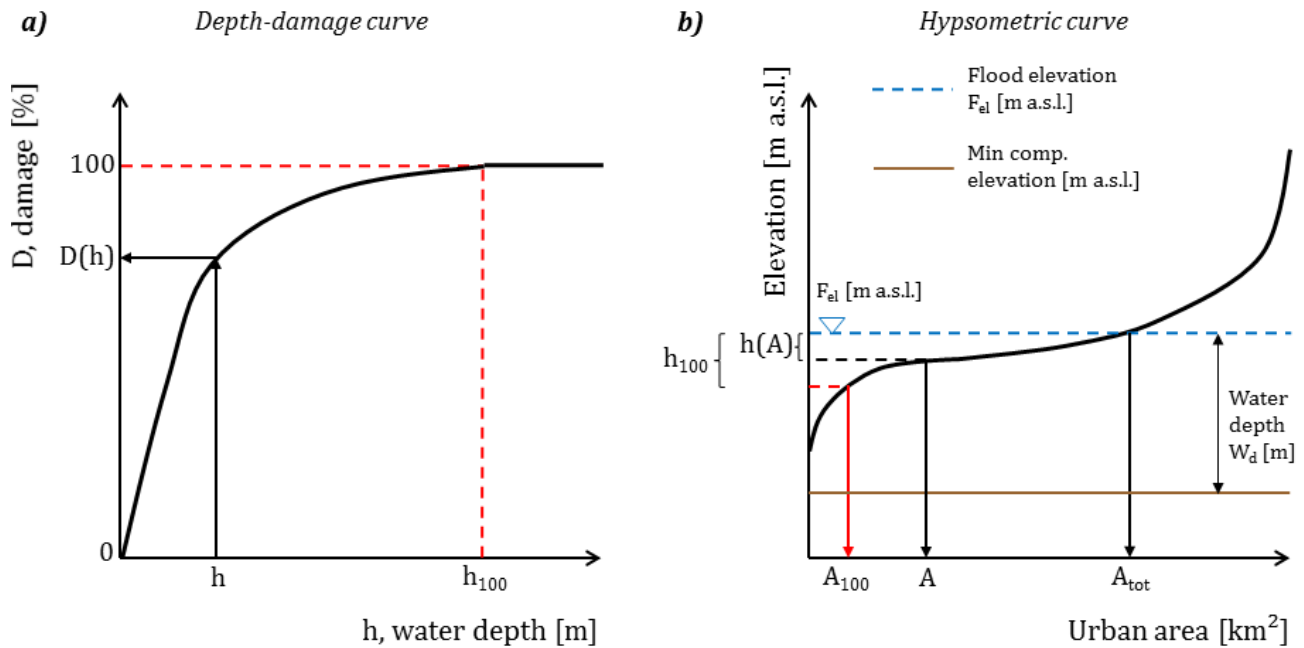 a)
Depth-damage curve
D, damage [%]
100
D(h)
0
h
h₁₀₀
h, water depth [m]
b)
Hypsometric curve
Elevation [m a.s.l.]
Flood elevation
Fₑₗ [m a.s.l.]
Min comp.
elevation [m a.s.l.]
Fₑₗ [m a.s.l.]
h₁₀₀
h(A)
Water
depth
W_d [m]
A₁₀₀
A
Aₜₒₜ
Urban area [km²]